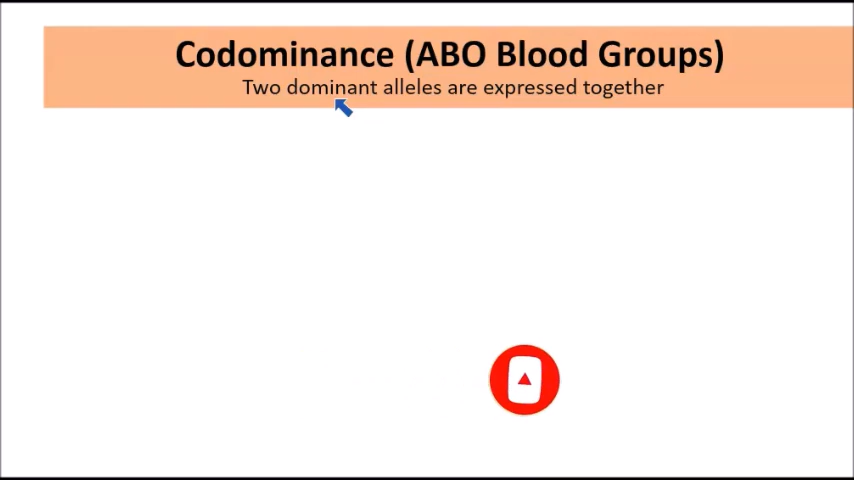 Codominance (ABO Blood Groups)
Two dominant alleles are expressed together